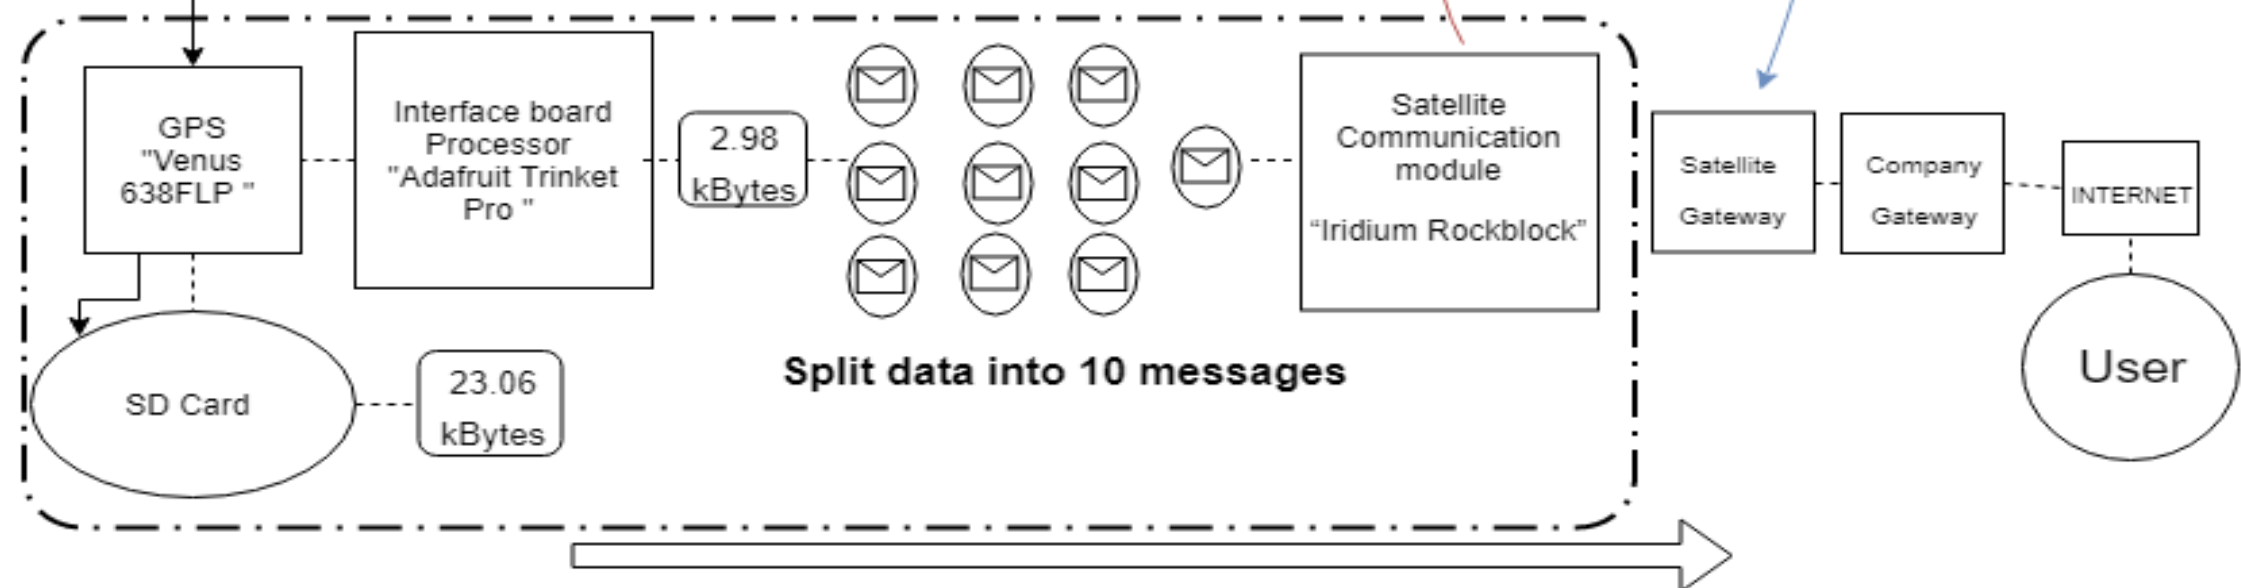 GPS
"Venus
638FLP "
Interface board
Processor
"Adafruit Trinket
Pro "
2.98
kBytes
Satellite
Communication
module
“Iridium Rockblock”
Satellite
Gateway
Company
Gateway
INTERNET
User
SD Card
23.06
kBytes
Split data into 10 messages